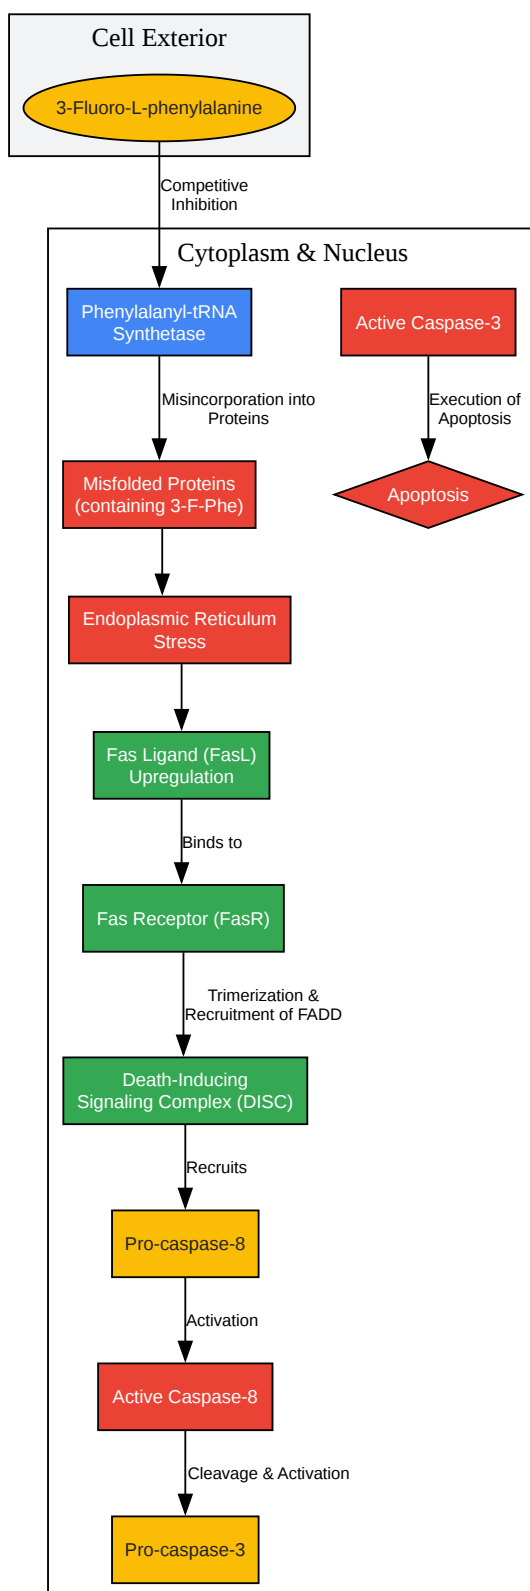 Cell Exterior
3-Fluoro-L-phenylalanine
Competitive
Inhibition
Cytoplasm & Nucleus
Phenylalanyl-tRNA
Synthetase
Active Caspase-3
Misincorporation into
Proteins
Execution of
Apoptosis
Misfolded Proteins
(containing 3-F-Phe)
Apoptosis
Endoplasmic Reticulum
Stress
Fas Ligand (FasL)
Upregulation
Binds to
Fas Receptor (FasR)
Trimerization &
Recruitment of FADD
Death-Inducing
Signaling Complex (DISC)
Recruits
Pro-caspase-8
Activation
Active Caspase-8
Cleavage & Activation
Pro-caspase-3